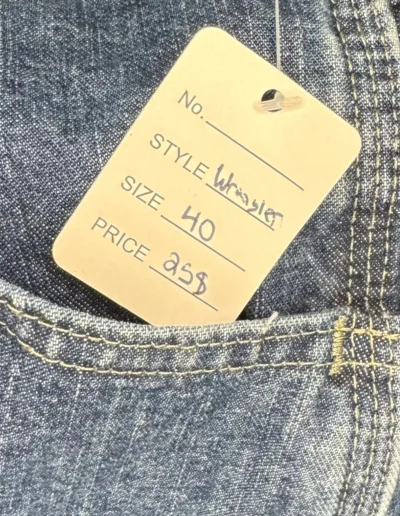 No.
STYLE Wrangler
SIZE 40
PRICE 25$